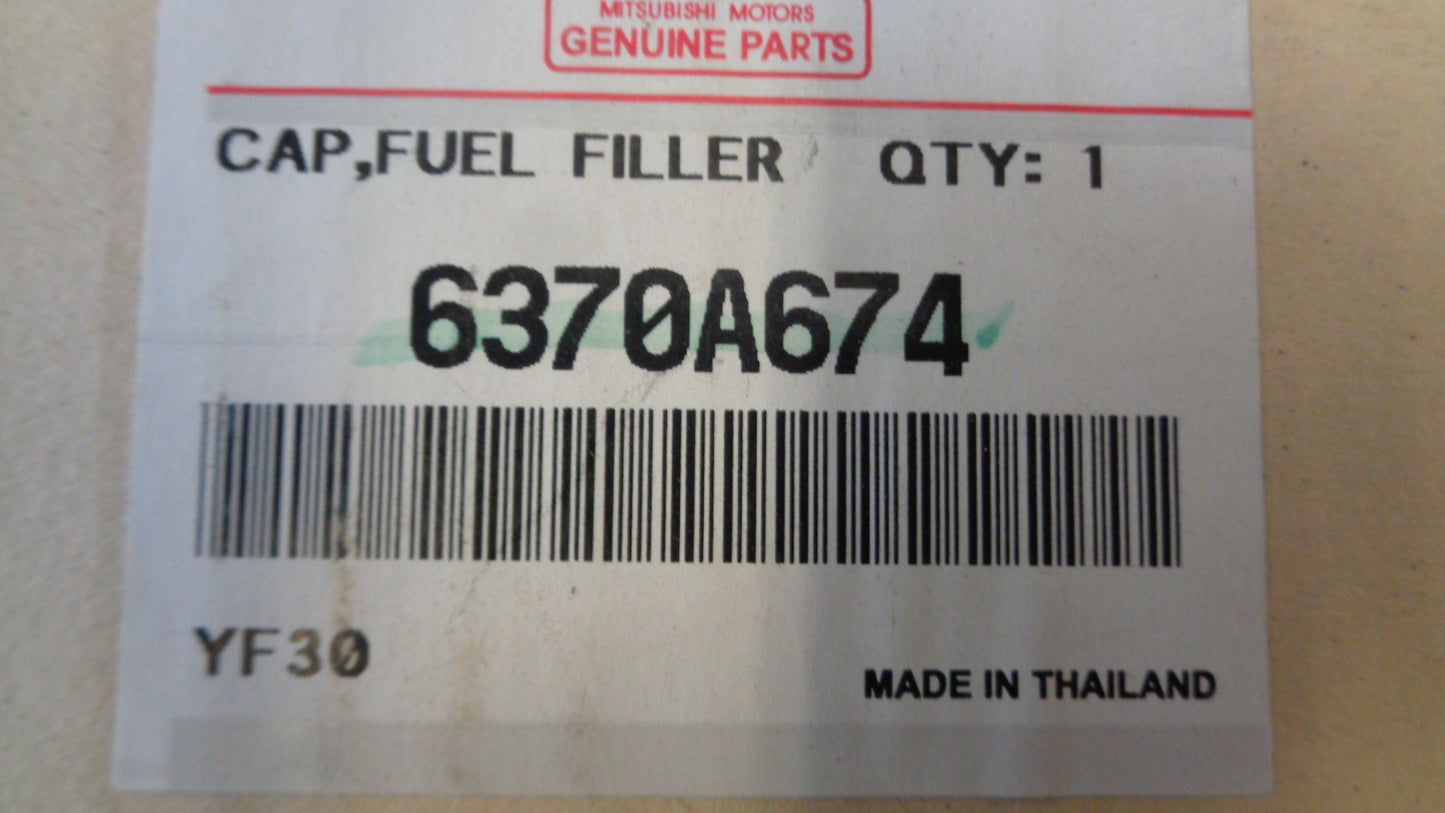 MITSUBISHI MOTORS
GENUINE PARTS
CAP,FUEL FILLER QTY: 1
6370A674
YF30
MADE IN THAILAND